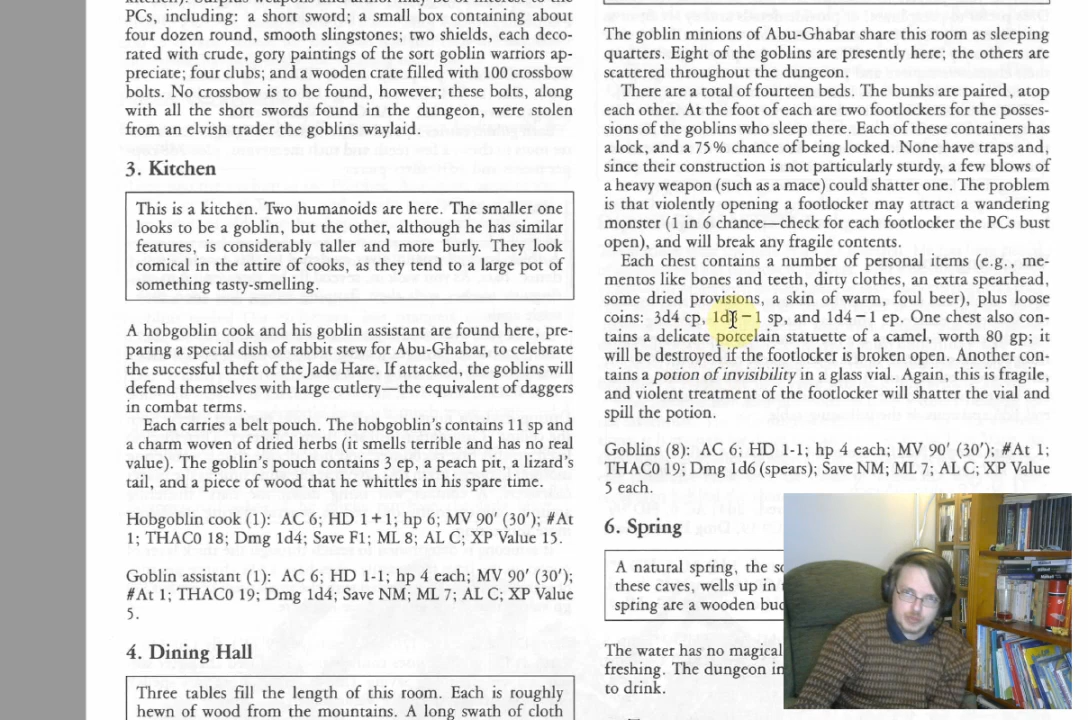 kitchen). Surplus weapons and armor may be of interest to the
PCs, including: a short sword; a small box containing about
four dozen round, smooth slingstones; two shields, each deco-
rated with crude, gory paintings of the sort goblin warriors ap-
preciate; four clubs; and a wooden crate filled with 100 crossbow
bolts. No crossbow is to be found, however; these bolts, along
with all the short swords found in the dungeon, were stolen
from an elvish trader the goblins waylaid.
3. Kitchen
This is a kitchen. Two humanoids are here. The smaller one
looks to be a goblin, but the other, although he has similar
features, is considerably taller and more burly. They look
comical in the attire of cooks, as they tend to a large pot of
something tasty-smelling.
A hobgoblin cook and his goblin assistant are found here, pre-
paring a special dish of rabbit stew for Abu-Ghabar, to celebrate
the successful theft of the Jade Hare. If attacked, the goblins will
defend themselves with large cutlery—the equivalent of daggers
in combat terms.
Each carries a belt pouch. The hobgoblin's contains 11 sp and
a charm woven of dried herbs (it smells terrible and has no real
value). The goblin's pouch contains 3 ep, a peach pit, a lizard's
tail, and a piece of wood that he whittles in his spare time.
Hobgoblin cook (1): AC 6; HD 1 + 1; hp 6; MV 90' (30'); #At
1; THAC0 18; Dmg 1d4; Save F1; ML 8; AL C; XP Value 15.
Goblin assistant (1): AC 6; HD 1-1; hp 4 each; MV 90' (30');
#At 1; THAC0 19; Dmg 1d4; Save NM; ML 7; AL C; XP Value
5.
4. Dining Hall
Three tables fill the length of this room. Each is roughly
hewn of wood from the mountains. A long swath of cloth
The goblin minions of Abu-Ghabar share this room as sleeping
quarters. Eight of the goblins are presently here; the others are
scattered throughout the dungeon.
There are a total of fourteen beds. The bunks are paired, atop
each other. At the foot of each are two footlockers for the posses-
sions of the goblins who sleep there. Each of these containers has
a lock, and a 75% chance of being locked. None have traps and,
since their construction is not particularly sturdy, a few blows of
a heavy weapon (such as a mace) could shatter one. The problem
is that violently opening a footlocker may attract a wandering
monster (1 in 6 chance—check for each footlocker the PCs bust
open), and will break any fragile contents.
Each chest contains a number of personal items (e.g., me-
mentos like bones and teeth, dirty clothes, an extra spearhead,
some dried provisions, a skin of warm, foul beer), plus loose
coins: 3d4 cp, − 1 sp, and 1d4 − 1 ep. One chest also con-
tains a delicate porcelain statuette of a camel, worth 80 gp; it
will be destroyed if the footlocker is broken open. Another con-
tains a potion of invisibility in a glass vial. Again, this is fragile,
and violent treatment of the footlocker will shatter the vial and
spill the potion.
Goblins (8): AC 6; HD 1-1; hp 4 each; MV 90' (30'); #At 1;
THAC0 19; Dmg 1d6 (spears); Save NM; ML 7; AL C; XP Value
5 each.
6. Spring
A natural spring, the
these caves, wells up in
spring are a wooden
The water has no magical
freshing. The dungeon
to drink.